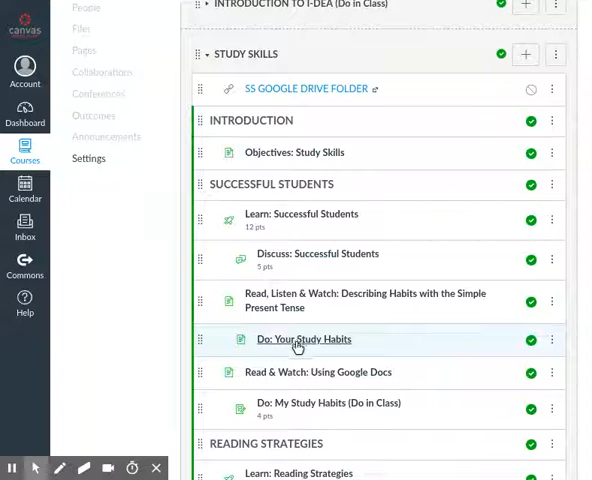 People
INTRODUCTION TO I-DEA (Do in Class)
canvas
Files
Pages
STUDY SKILLS
Account
Collaborations
SS GOOGLE DRIVE FOLDER
Conferences
Dashboard
Outcomes
INTRODUCTION
Announcements
Courses
Settings
Objectives: Study Skills
SUCCESSFUL STUDENTS
Calendar
Learn: Successful Students
12 pts
Inbox
Discuss: Successful Students
5 pts
Commons
Read, Listen & Watch: Describing Habits with the Simple
Present Tense
Help
Do: Your Study Habits
Read & Watch: Using Google Docs
Do: My Study Habits (Do in Class)
4 pts
READING STRATEGIES
Learn: Reading Strategies